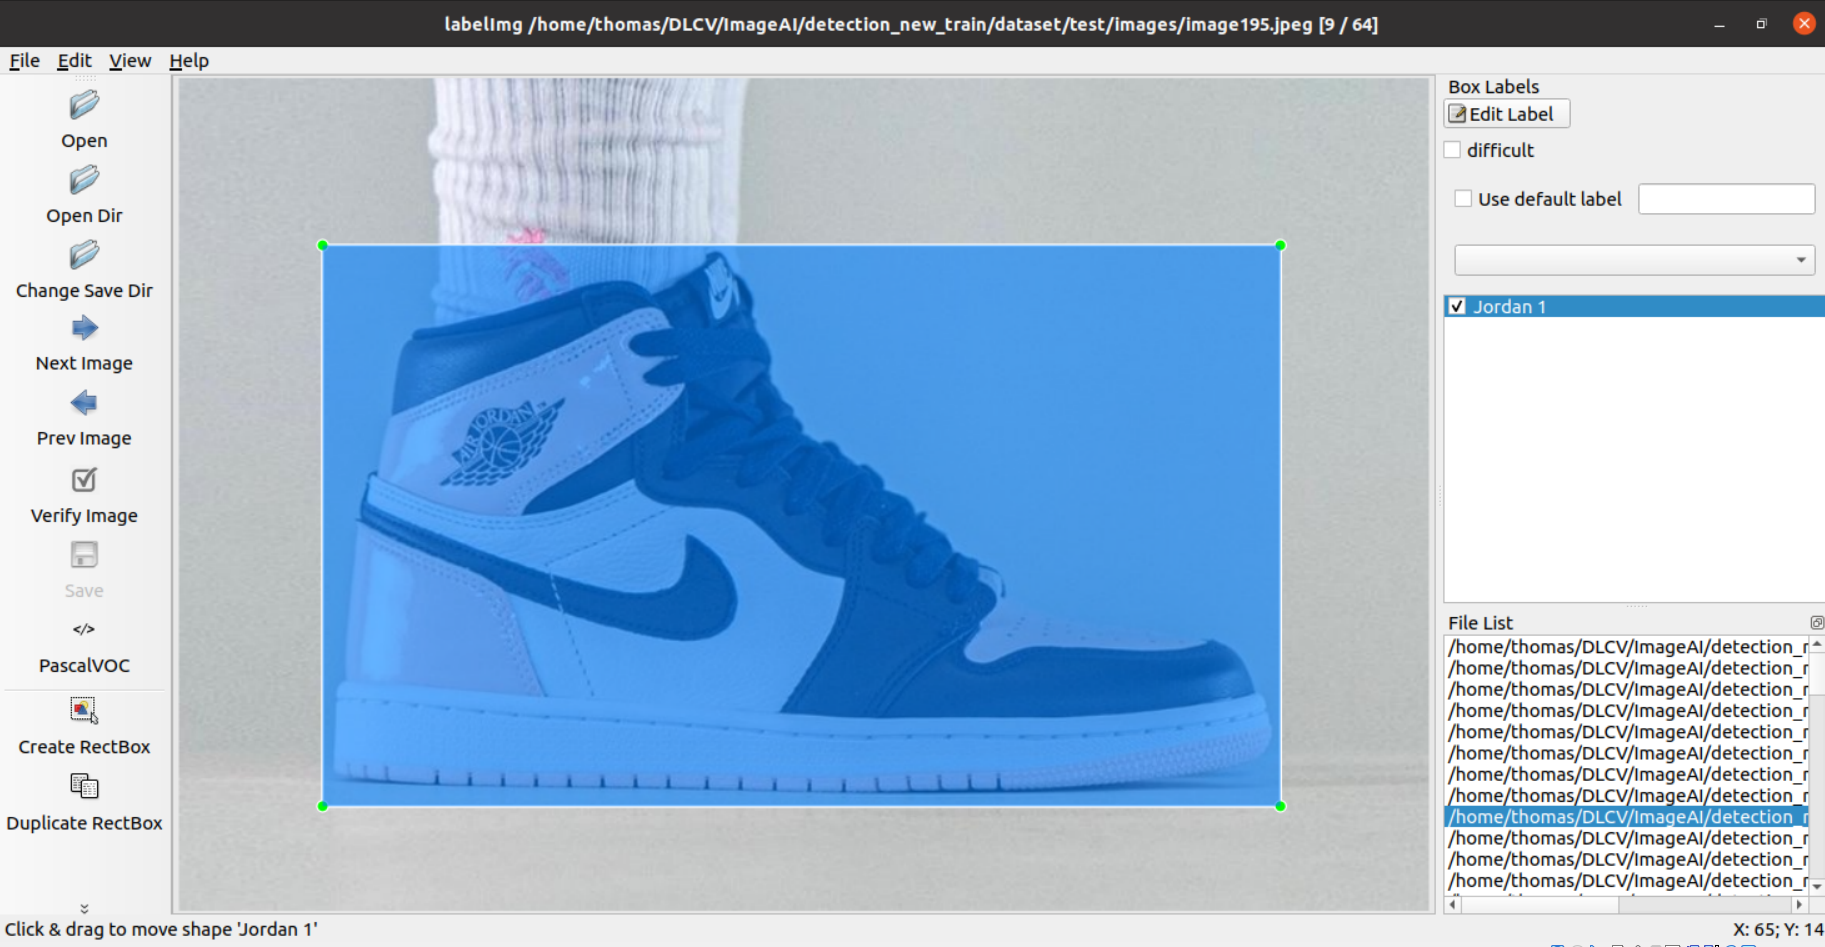 labelImg /home/thomas/DLCV/ImageAI/detection_new_train/dataset/test/images/image195.jpeg [9 / 64]
File Edit View Help
Open
Open Dir
Change Save Dir
Next Image
Prev Image
Verify Image
Save
</>
PascalVOC
Create RectBox
Duplicate RectBox
AIR JORDAN
Box Labels
Edit Label
difficult
Use default label
Jordan 1
File List
/home/thomas/DLCV/ImageAI/detection_r
/home/thomas/DLCV/ImageAI/detection_r
/home/thomas/DLCV/ImageAI/detection_r
/home/thomas/DLCV/ImageAI/detection_r
/home/thomas/DLCV/ImageAI/detection_r
/home/thomas/DLCV/ImageAI/detection_r
/home/thomas/DLCV/ImageAI/detection_r
/home/thomas/DLCV/ImageAI/detection_r
/home/thomas/DLCV/ImageAI/detection_r
/home/thomas/DLCV/ImageAI/detection_r
/home/thomas/DLCV/ImageAI/detection_r
/home/thomas/DLCV/ImageAI/detection_r
Click & drag to move shape 'Jordan 1'
X: 65; Y: 14